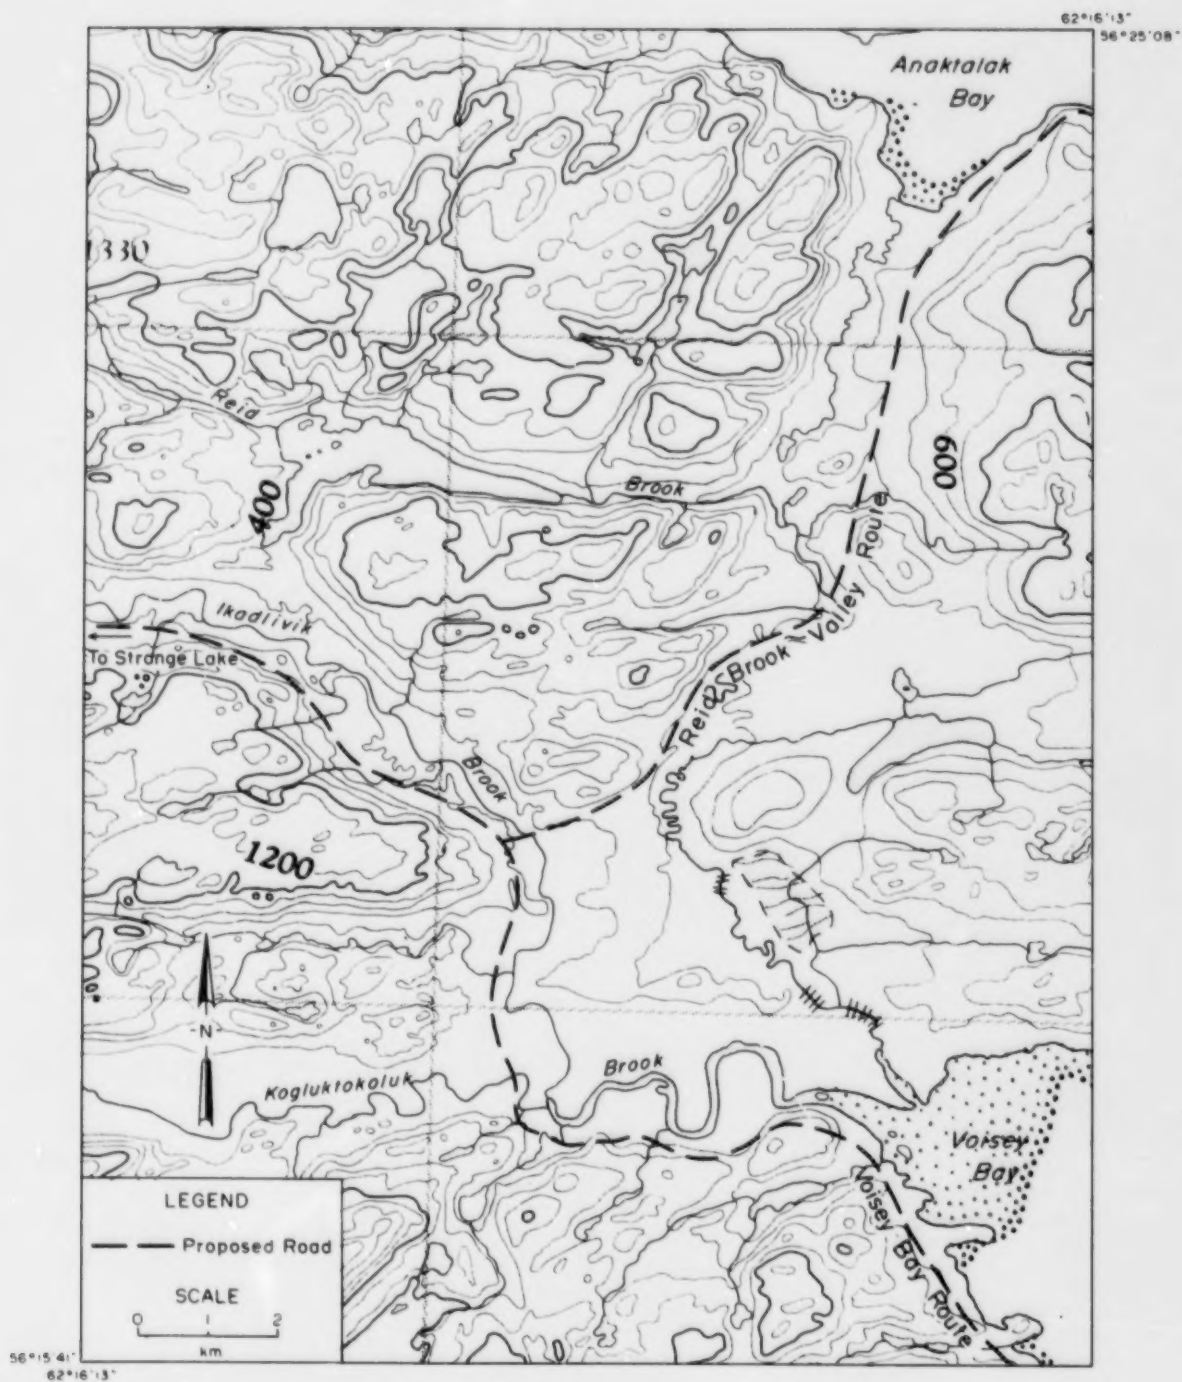 62°16'13"
56°25'08"
Anaktalak
Bay
1330
Reid
Brook
400
600
Ikadlivik
To Strange Lake
Brook
Reid Brook Valley Route
1200
N
Kogluktokoluk
Brook
Voisey
Bay
Voisey Bay Route
LEGEND
Proposed Road
SCALE
0 1 2
km
56°15'41"
62°16'13"